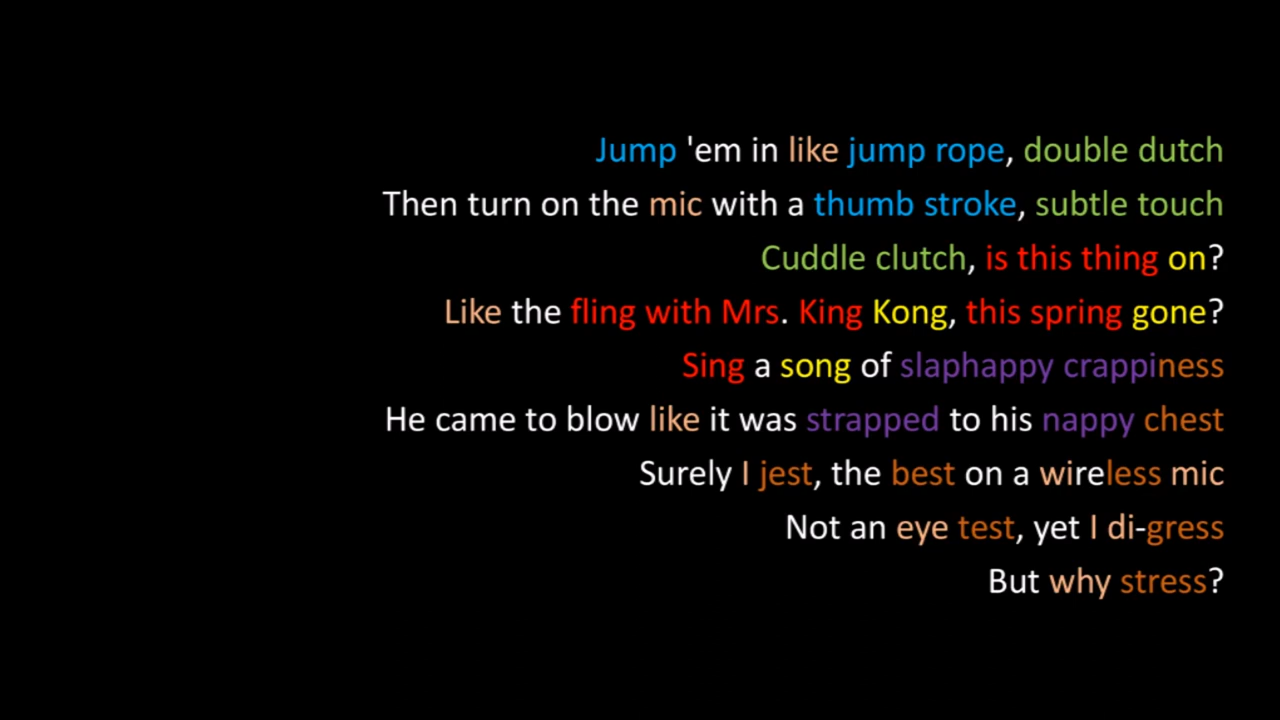 Jump 'em in like jump rope, double dutch
Then turn on the mic with a thumb stroke, subtle touch
Cuddle clutch, is this thing on?
Like the fling with Mrs. King Kong, this spring gone?
Sing a song of slaphappy crappiness
He came to blow like it was strapped to his nappy chest
Surely I jest, the best on a wireless mic
Not an eye test, yet I di-gress
But why stress?